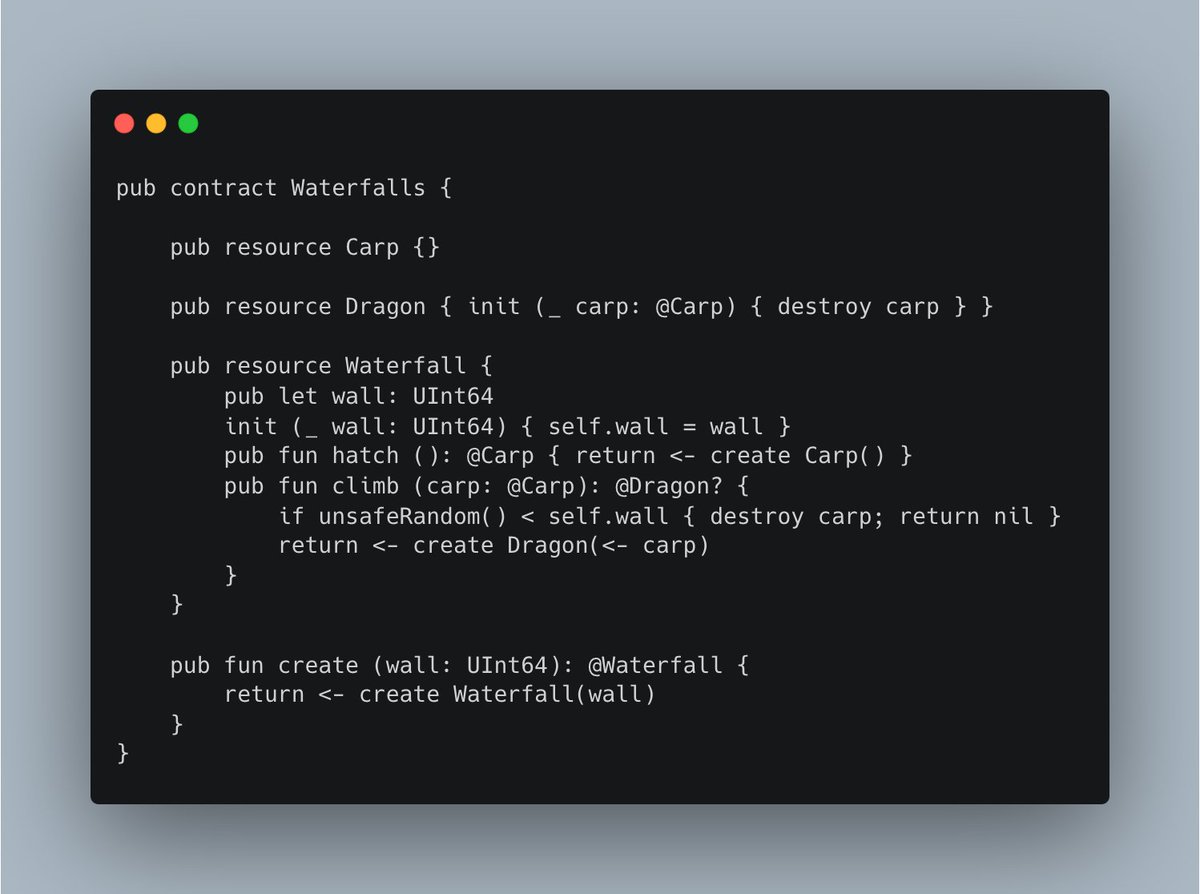 pub contract Waterfalls {
pub resource Carp {}
pub resource Dragon { init (_ carp: @Carp) { destroy carp } }
pub resource Waterfall {
pub let wall: UInt64
init (_ wall: UInt64) { self.wall = wall }
pub fun hatch (): @Carp { return <- create Carp() }
pub fun climb (carp: @Carp): @Dragon? {
if unsafeRandom() < self.wall { destroy carp; return nil }
return <- create Dragon(<- carp)
}
}
pub fun create (wall: UInt64): @Waterfall {
return <- create Waterfall(wall)
}
}